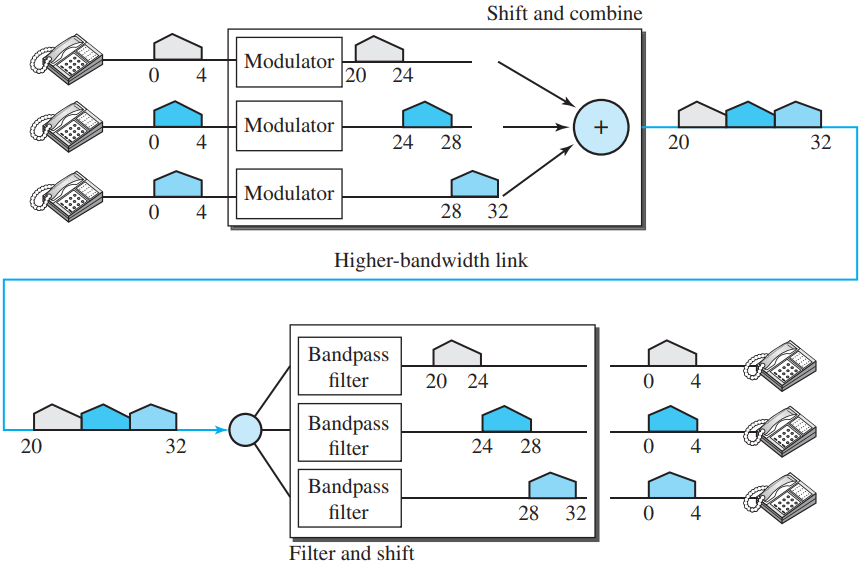 Shift and combine
Modulator
0 4
20 24
Modulator
0 4
24 28
+
20 32
Modulator
0 4
28 32
Higher-bandwidth link
Bandpass
filter
20 24
0 4
Bandpass
filter
20 32
24 28
0 4
Bandpass
filter
28 32
0 4
Filter and shift